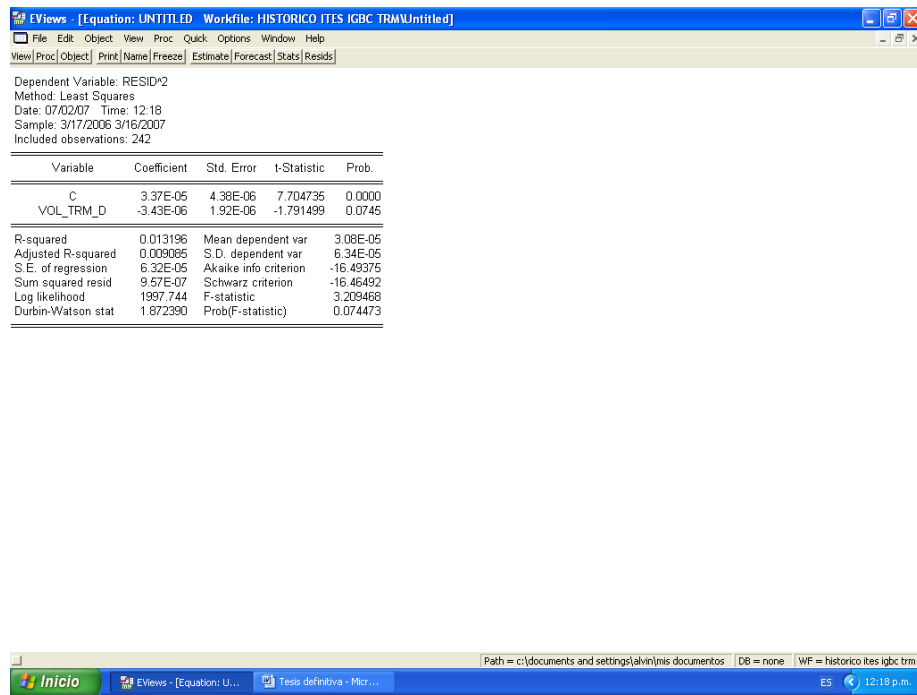 EViews - [Equation: UNTITLED   Workfile: HISTORICO ITES IGBC TRM\Untitled]
File Edit Object View Proc Quick Options Window Help
View Proc Object Print Name Freeze Estimate Forecast Stats Resids
Dependent Variable: RESID^2
Method: Least Squares
Date: 07/02/07   Time: 12:18
Sample: 3/17/2006 3/16/2007
Included observations: 242
Variable Coefficient Std. Error t-Statistic Prob.
C 3.37E-05 4.38E-06 7.704735 0.0000
VOL_TRM_D -3.43E-06 1.92E-06 -1.791499 0.0745
R-squared 0.013196 Mean dependent var 3.08E-05
Adjusted R-squared 0.009085 S.D. dependent var 6.34E-05
S.E. of regression 6.32E-05 Akaike info criterion -16.49375
Sum squared resid 9.57E-07 Schwarz criterion -16.46492
Log likelihood 1997.744 F-statistic 3.209468
Durbin-Watson stat 1.872390 Prob(F-statistic) 0.074473
Path = c:\documents and settings\alvin\mis documentos DB = none WF = historico ites igbc trm
Inicio EViews - [Equation: U... Tesis definitiva - Micr... ES 12:18 p.m.